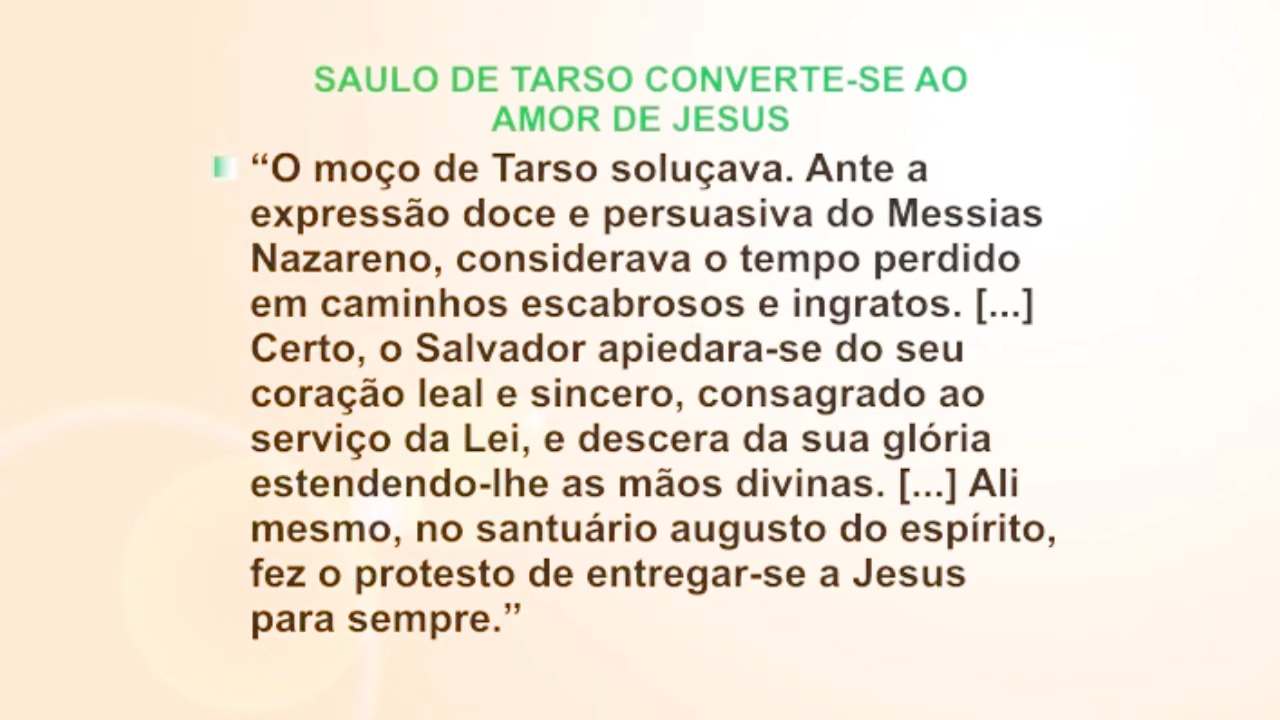 SAULO DE TARSO CONVERTE-SE AO
AMOR DE JESUS
“O moço de Tarso soluçava. Ante a
expressão doce e persuasiva do Messias
Nazareno, considerava o tempo perdido
em caminhos escabrosos e ingratos. [...]
Certo, o Salvador apiedara-se do seu
coração leal e sincero, consagrado ao
serviço da Lei, e descera da sua glória
estendendo-lhe as mãos divinas. [...] Ali
mesmo, no santuário augusto do espírito,
fez o protesto de entregar-se a Jesus
para sempre.”